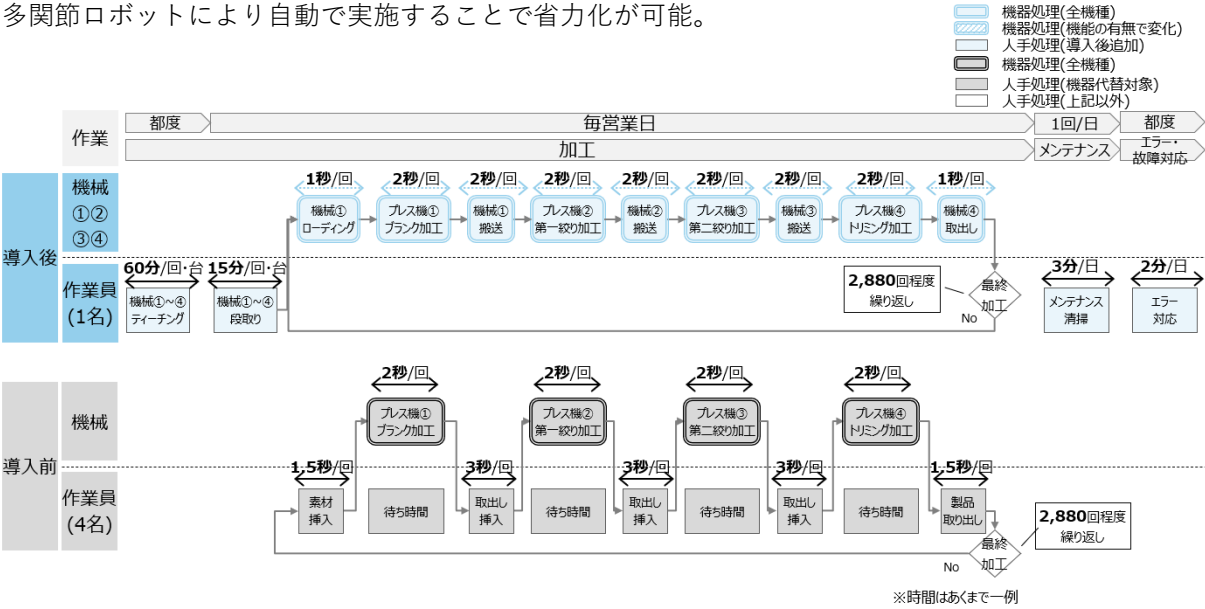 多関節ロボットにより自動で実施することで省力化が可能。
機器処理(全機種)
機器処理(機能の有無で変化)
人手処理(導入後追加)
機器処理(全機種)
人手処理(機器代替対象)
人手処理(上記以外)
作業
都度
毎営業日
1回/日
都度
加工
メンテナンス
エラー・
故障対応
導入後
機械
①②
③④
1秒/回
2秒/回
2秒/回
2秒/回
2秒/回
2秒/回
2秒/回
2秒/回
1秒/回
機械①
ローディング
プレス機①
ブランク加工
機械①
搬送
プレス機②
第一絞り加工
機械②
搬送
プレス機③
第二絞り加工
機械③
搬送
プレス機④
トリミング加工
機械④
取出し
作業員
(1名)
60分/回・台
15分/回・台
機械①~④
ティーチング
機械①~④
段取り
2,880回程度
繰り返し
最終
加工
No
3分/日
メンテナンス
清掃
2分/日
エラー
対応
導入前
機械
2秒/回
2秒/回
2秒/回
2秒/回
プレス機①
ブランク加工
プレス機②
第一絞り加工
プレス機③
第二絞り加工
プレス機④
トリミング加工
作業員
(4名)
1.5秒/回
3秒/回
3秒/回
3秒/回
1.5秒/回
素材
挿入
待ち時間
取出し
挿入
待ち時間
取出し
挿入
待ち時間
取出し
挿入
待ち時間
製品
取り出し
2,880回程度
繰り返し
最終
加工
No
※時間はあくまで一例